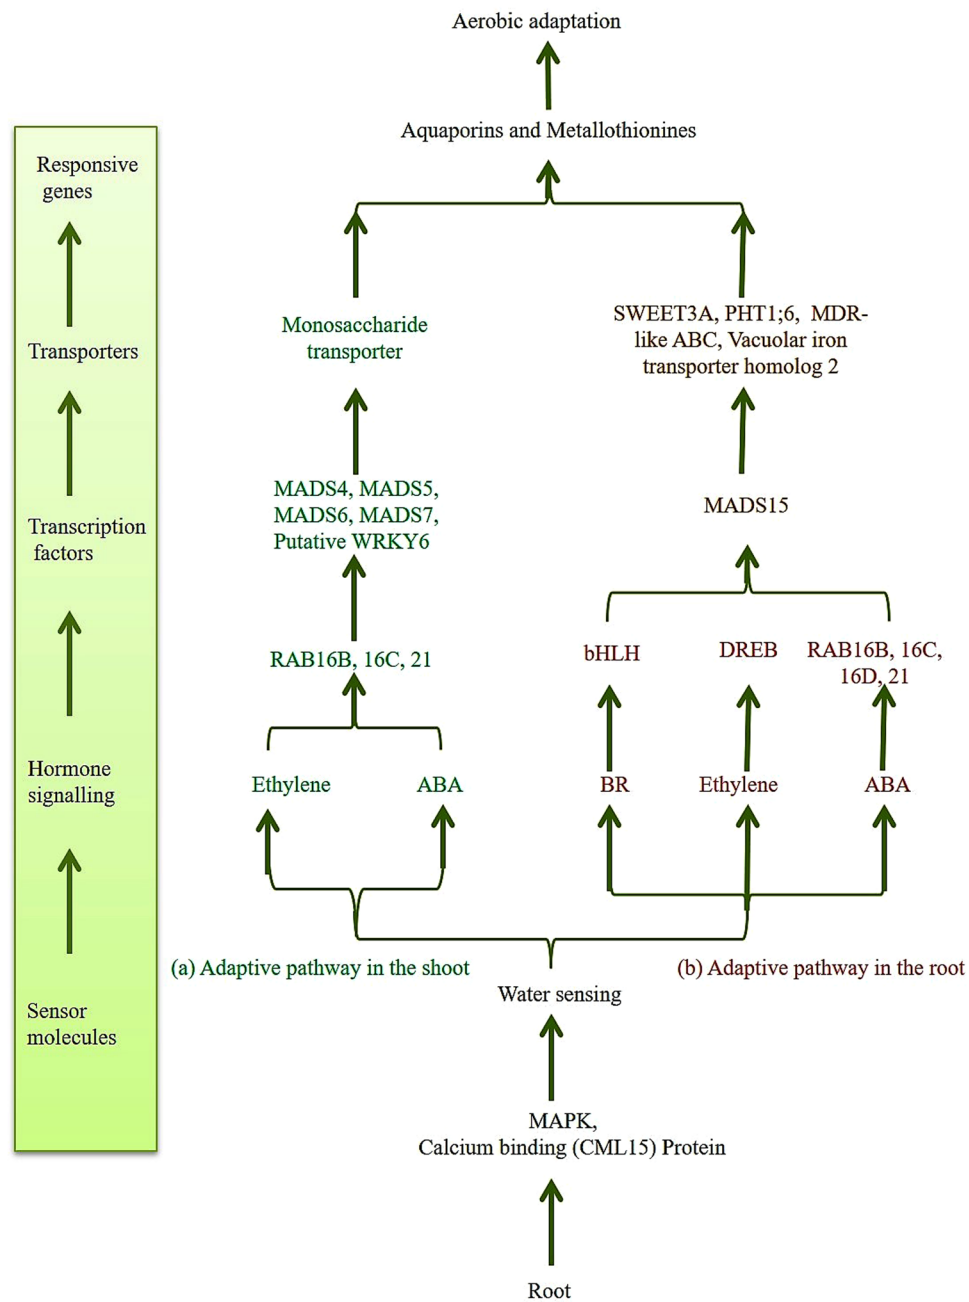 Aerobic adaptation
Aquaporins and Metallothionines
Responsive
genes
Transporters
Transcription
factors
Hormone
signalling
Sensor
molecules
Monosaccharide
transporter
MADS4, MADS5,
MADS6, MADS7,
Putative WRKY6
RAB16B, 16C, 21
Ethylene
ABA
(a) Adaptive pathway in the shoot
SWEET3A, PHT1;6, MDR-
like ABC, Vacuolar iron
transporter homolog 2
MADS15
bHLH
DREB
RAB16B, 16C,
16D, 21
BR
Ethylene
ABA
(b) Adaptive pathway in the root
Water sensing
MAPK,
Calcium binding (CML15) Protein
Root